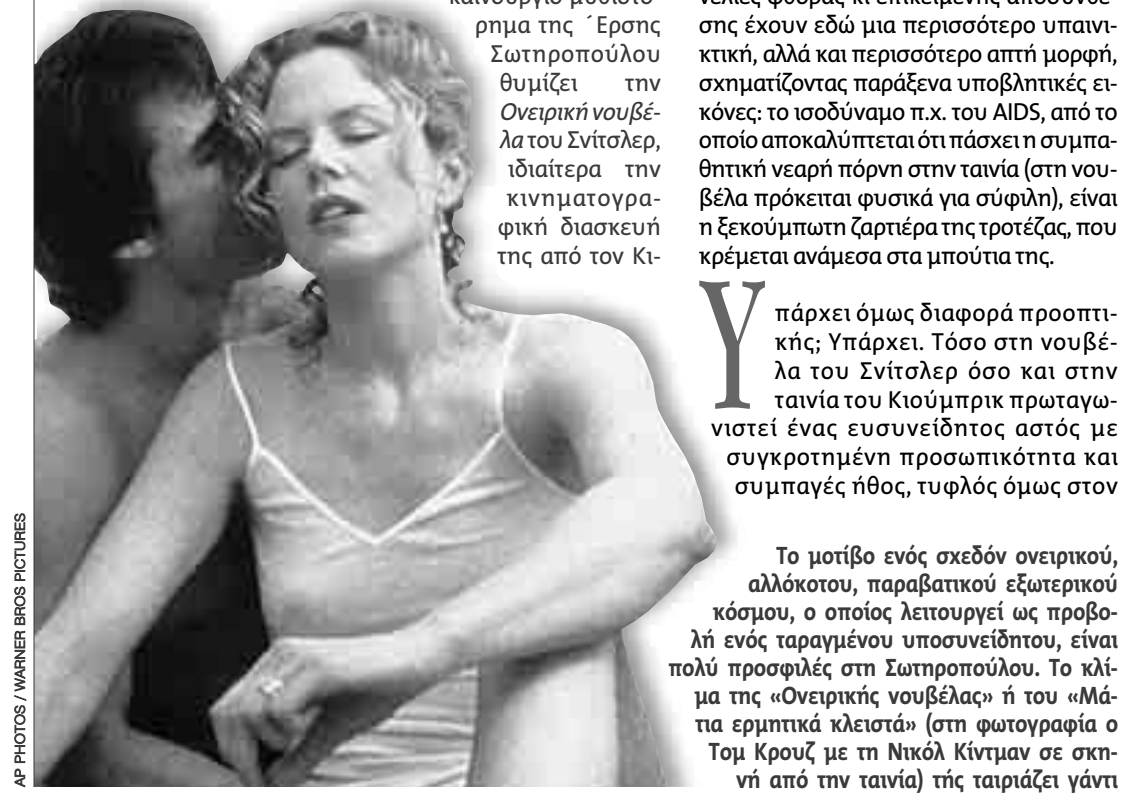 καινούργιο μυθιστό-
ρημα της ΄Ερσης
Σωτηροπούλου
θυμίζει την
Ονειρική νουβέ-
λα του Σνίτσλερ,
ιδιαίτερα την
κινηματογρα-
φική διασκευή
της από τον Κι-
νελιές φθοράς κι επικείμενης αποσύνθε-
σης έχουν εδώ μια περισσότερο υπαινι-
κτική, αλλά και περισσότερο απτή μορφή,
σχηματίζοντας παράξενα υποβλητικές ει-
κόνες: το ισοδύναμο π.χ. του AIDS, από το
οποίο αποκαλύπτεται ότι πάσχει η συμπα-
θητική νεαρή πόρνη στην ταινία (στη νου-
βέλα πρόκειται φυσικά για σύφιλη), είναι
η ξεκούμπωτη ζαρτιέρα της τροτέζας, που
κρέμεται ανάμεσα στα μπούτια της.
Υπάρχει όμως διαφορά προοπτι-
κής; Υπάρχει. Τόσο στη νουβέ-
λα του Σνίτσλερ όσο και στην
ταινία του Κιούμπρικ πρωταγω-
νιστεί ένας ευσυνείδητος αστός με
συγκροτημένη προσωπικότητα και
συμπαγές ήθος, τυφλός όμως στον
Το μοτίβο ενός σχεδόν ονειρικού,
αλλόκοτου, παραβατικού εξωτερικού
κόσμου, ο οποίος λειτουργεί ως προβο-
λή ενός ταραγμένου υποσυνείδητου, είναι
πολύ προσφιλές στη Σωτηροπούλου. Το κλί-
μα της «Ονειρικής νουβέλας» ή του «Μά-
τια ερμητικά κλειστά» (στη φωτογραφία ο
Τομ Κρουζ με τη Νικόλ Κίντμαν σε σκη-
νή από την ταινία) τής ταιριάζει γάντι
AP PHOTOS / WARNER BROS PICTURES